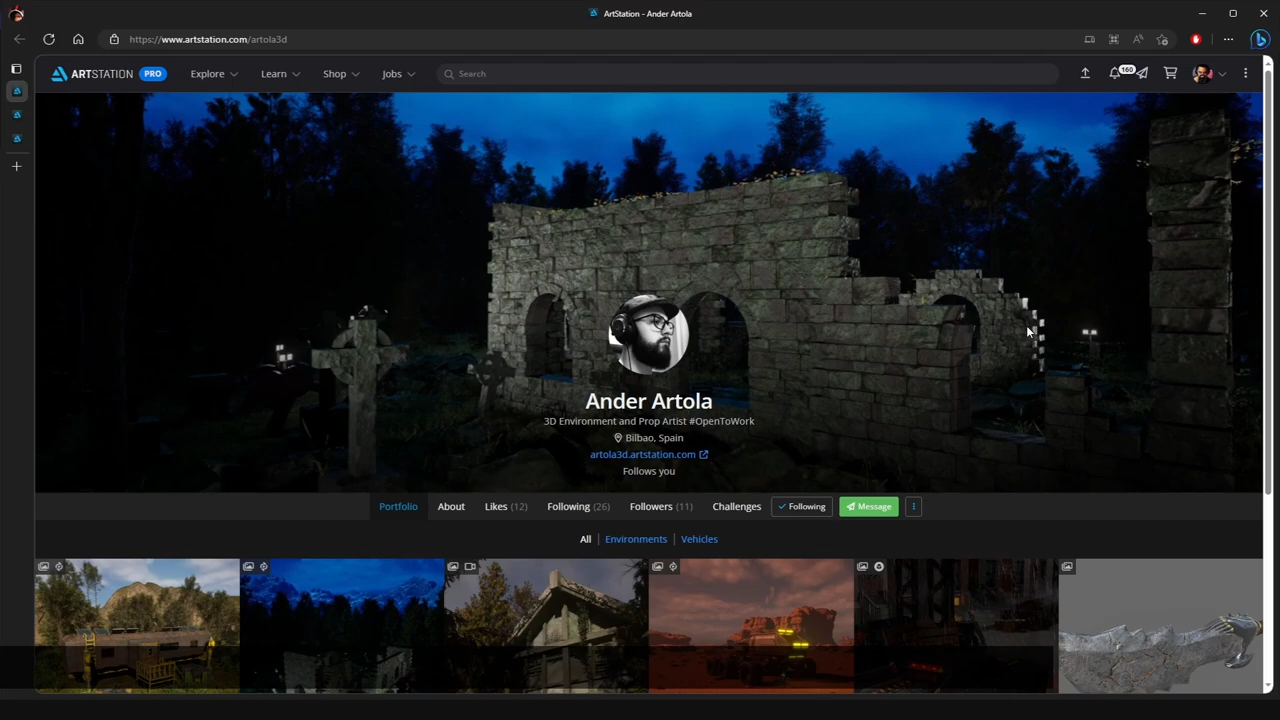 ArtStation - Ander Artola
https://www.artstation.com/artola3d
ARTSTATION PRO Explore Learn Shop Jobs Search 160
Ander Artola
3D Environment and Prop Artist #OpenToWork
Bilbao, Spain
artola3d.artstation.com
Follows you
Portfolio About Likes (12) Following (26) Followers (11) Challenges Following Message
All Environments Vehicles